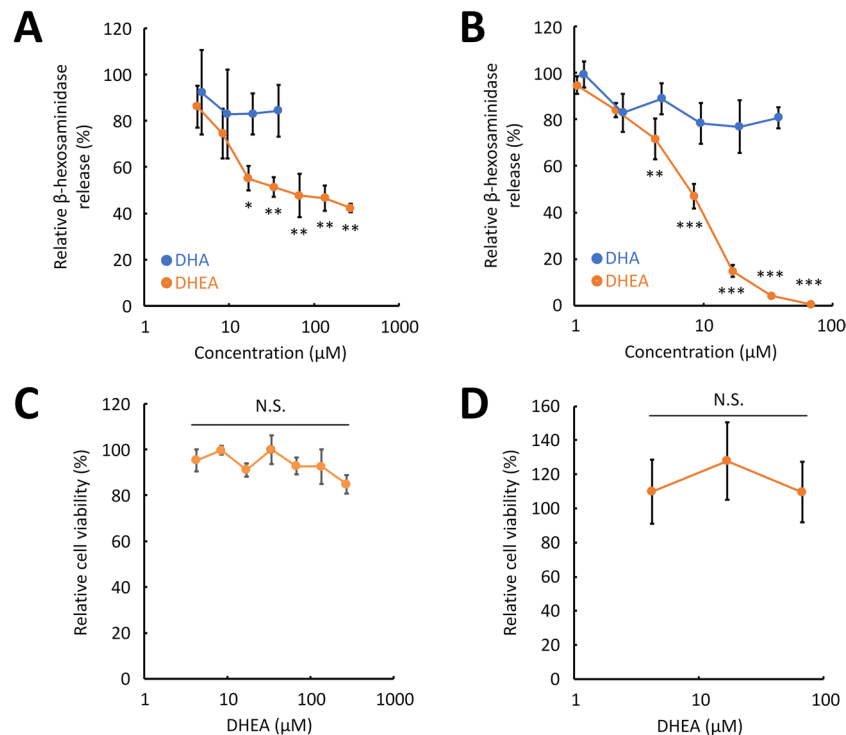 A
Relative β-hexosaminidase
release (%)
120
100
80
60
40
20
0
* ** ** ** **
DHA
DHEA
1 10 100 1000
Concentration (μM)
B
Relative β-hexosaminidase
release (%)
120
100
80
60
40
20
0
**
***
***
***
***
DHA
DHEA
1 10 100
Concentration (μM)
C
Relative cell viability (%)
120
100
80
60
40
20
0
N.S.
1 10 100 1000
DHEA (μM)
D
Relative cell viability (%)
160
140
120
100
80
60
40
20
0
N.S.
1 10 100
DHEA (μM)